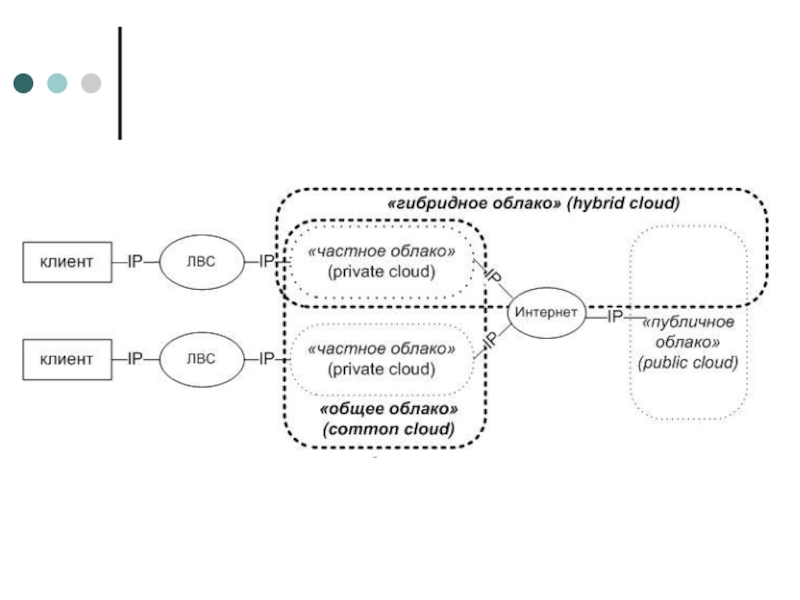 «гибридное облако» (hybrid cloud)
клиент
IP
ЛВС
IP
«частное облако»
(private cloud)
IP
Интернет
IP
«публичное
облако»
(public cloud)
клиент
IP
ЛВС
IP
«частное облако»
(private cloud)
IP
«общее облако»
(common cloud)